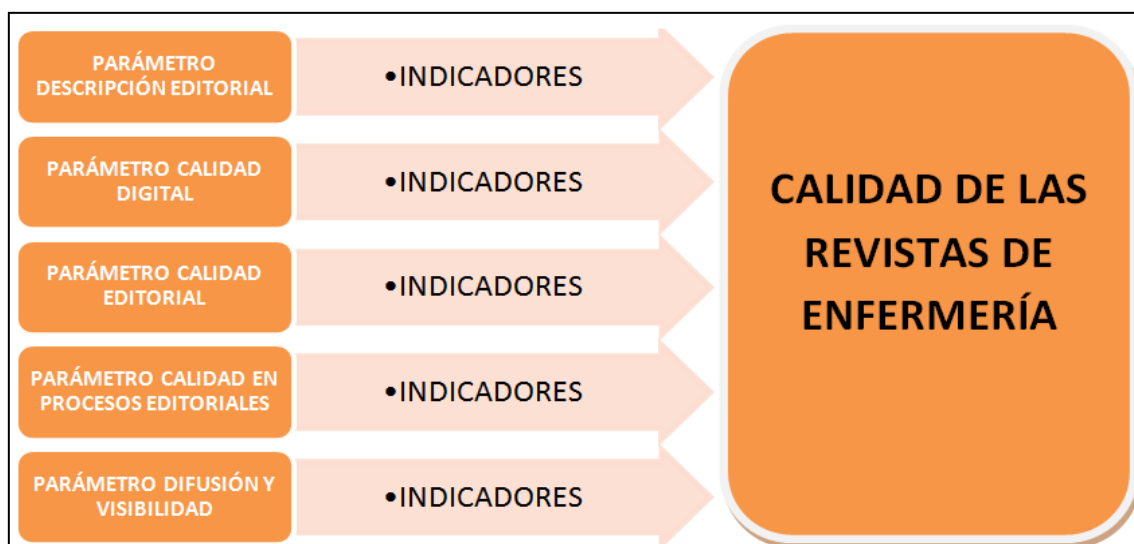 PARÁMETRO
DESCRIPCIÓN EDITORIAL
•INDICADORES
PARÁMETRO CALIDAD
DIGITAL
•INDICADORES
PARÁMETRO CALIDAD
EDITORIAL
•INDICADORES
PARÁMETRO CALIDAD EN
PROCESOS EDITORIALES
•INDICADORES
PARÁMETRO DIFUSIÓN Y
VISIBILIDAD
•INDICADORES
CALIDAD DE LAS
REVISTAS DE
ENFERMERÍA